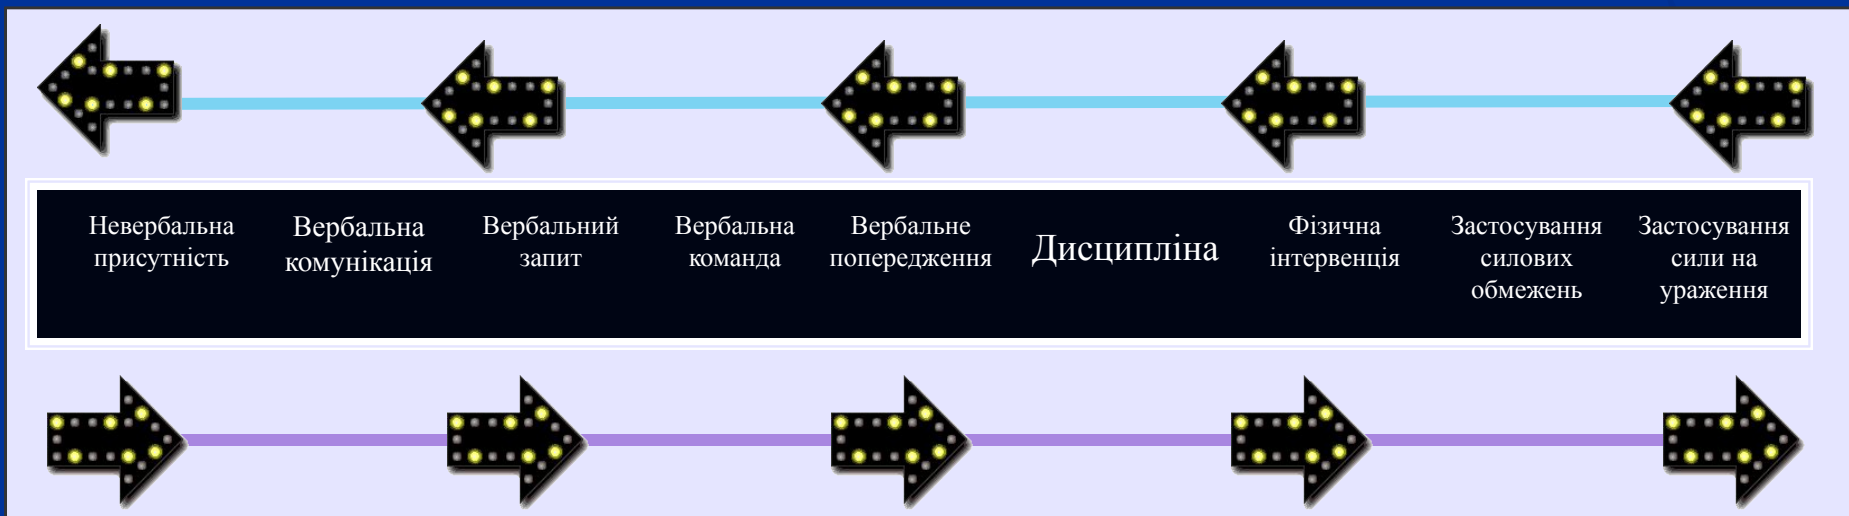 Невербальна
присутність
Вербальна
комунікація
Вербальний
запит
Вербальна
команда
Вербальне
попередження
Дисципліна
Фізична
інтервенція
Застосування
силових
обмежень
Застосування
сили на
ураження